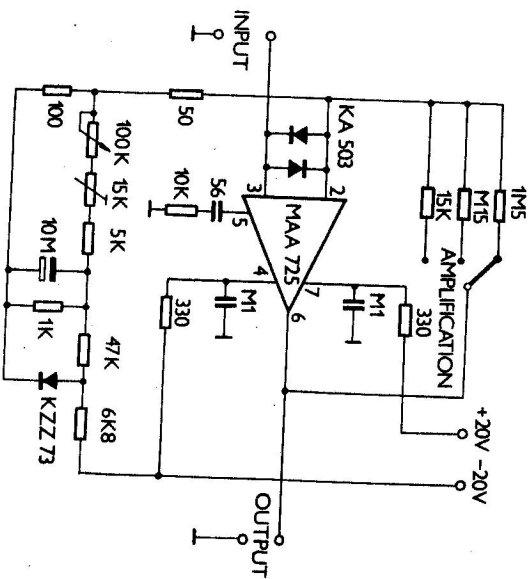 INPUT
100
50
KA 503
1M5
M15
15K
AMPLIFICATION
100K
15K
5K
10M
1K
47K
KZZ 73
6K8
10K
56
3
2
5
MAA 725
4
7
6
M1
M1
330
330
+20V
-20V
OUTPUT